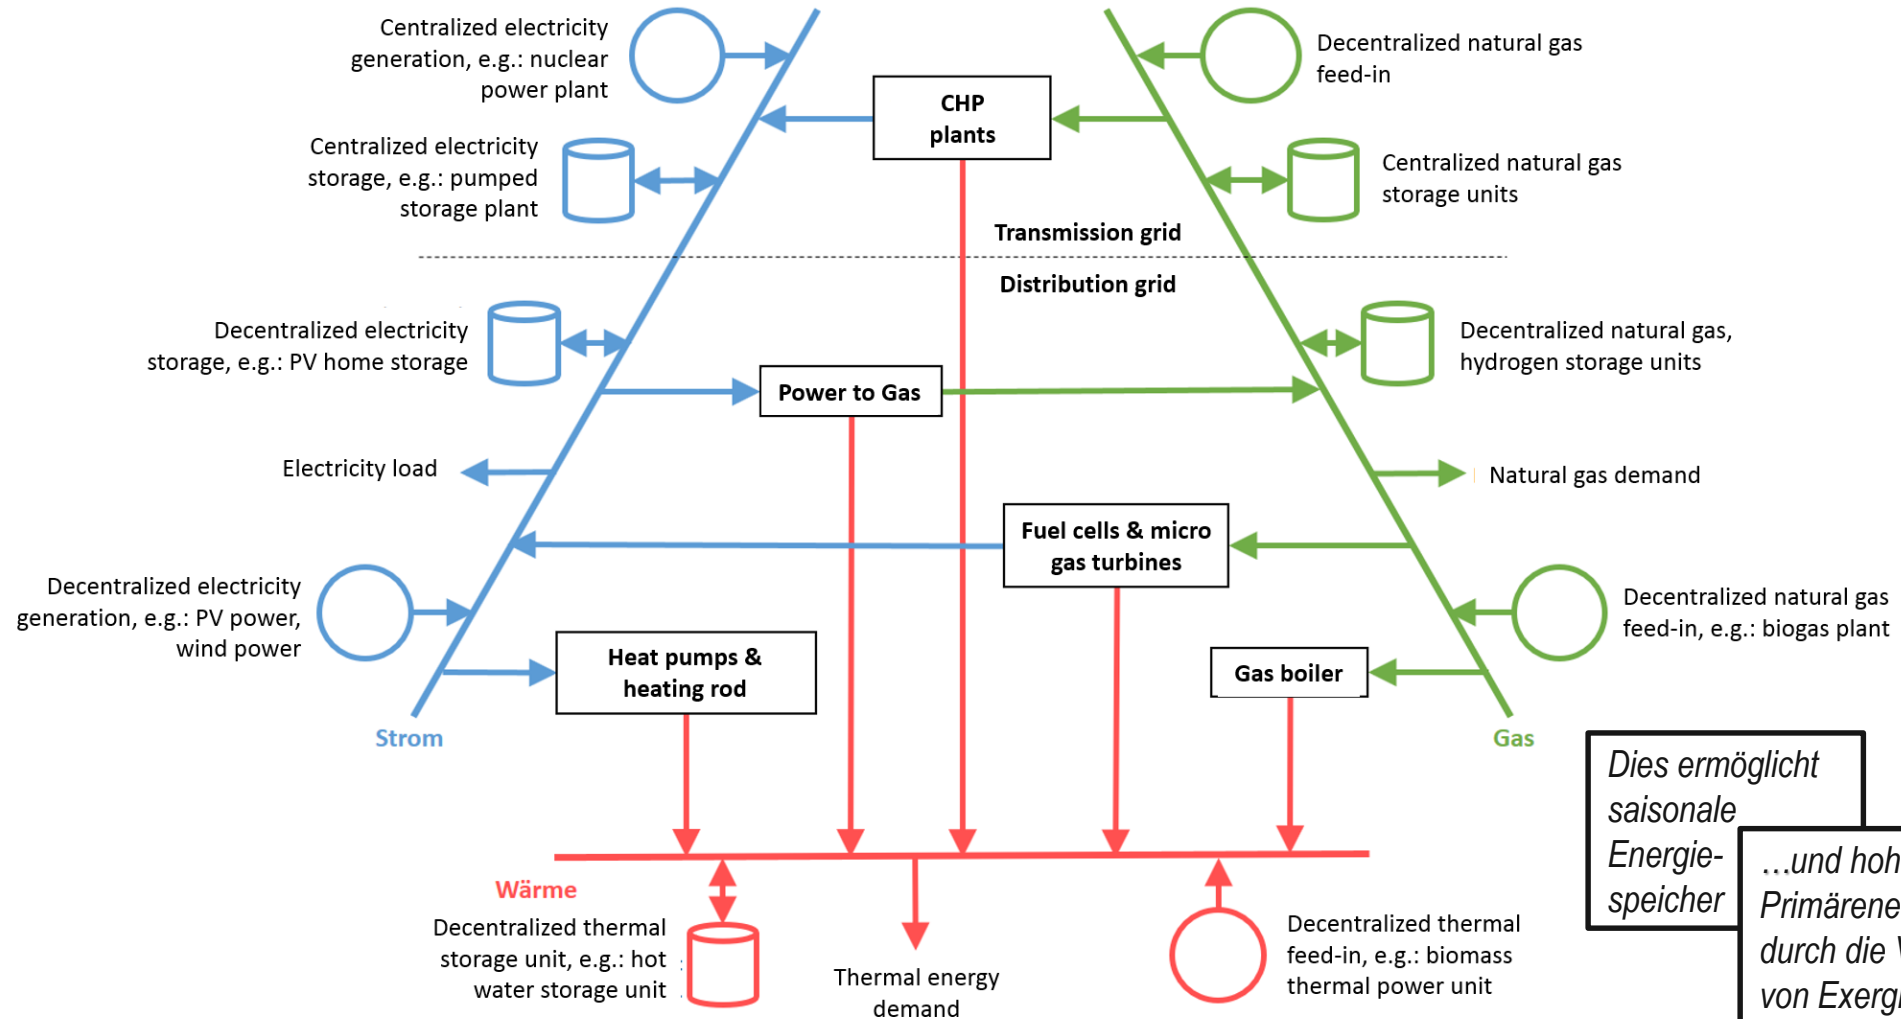 Centralized electricity
generation, e.g.: nuclear
power plant
Decentralized natural gas
feed-in
CHP
plants
Centralized electricity
storage, e.g.: pumped
storage plant
Centralized natural gas
storage units
Transmission grid
Distribution grid
Decentralized electricity
storage, e.g.: PV home storage
Decentralized natural gas,
hydrogen storage units
Power to Gas
Electricity load
Natural gas demand
Fuel cells & micro
gas turbines
Decentralized electricity
generation, e.g.: PV power,
wind power
Decentralized natural gas
feed-in, e.g.: biogas plant
Heat pumps &
heating rod
Gas boiler
Strom
Gas
Dies ermöglicht
saisonale
Energie-
speicher
...und
durch die
von
Wärme
Decentralized thermal
storage unit, e.g.: hot
water storage unit
Thermal energy
demand
Decentralized thermal
feed-in, e.g.: biomass
thermal power unit